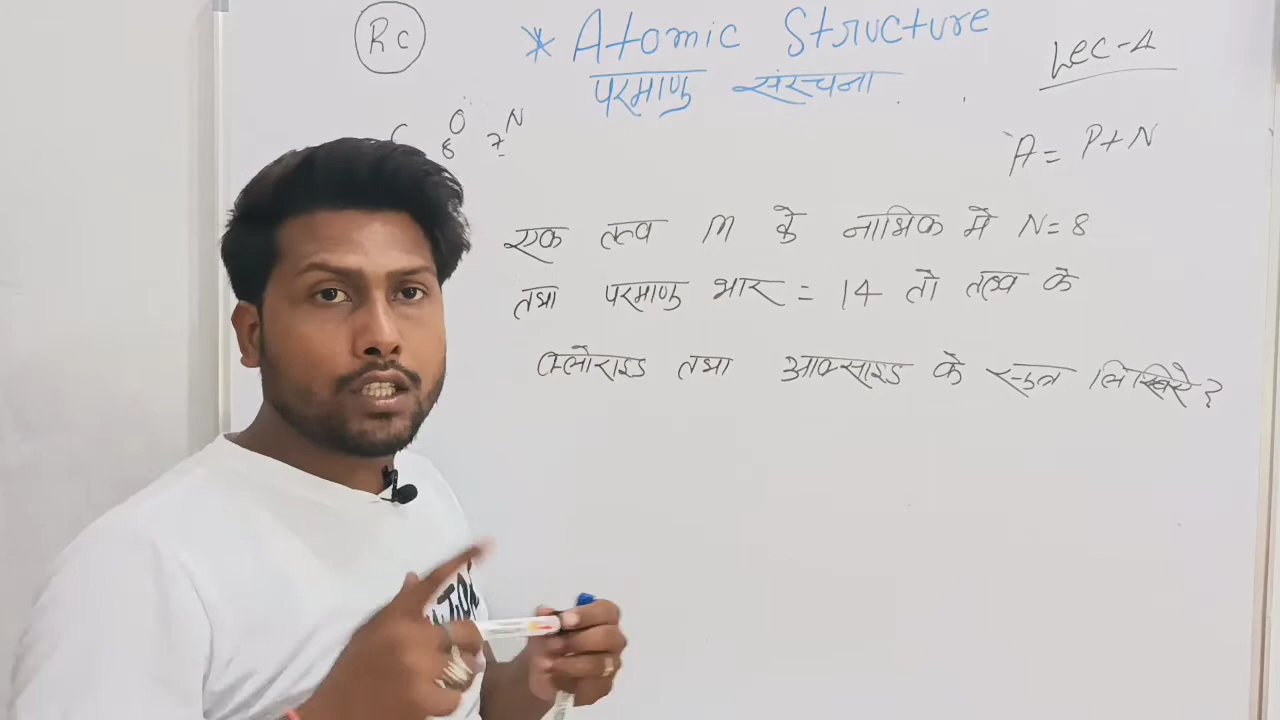 Rc
* Atomic Structure
परमाणु संरचना
Lec-4
C 8O 7N
A = P+N
एक तत्व M के नाभिक मे N=8
तथा परमाणु भार = 14 तो तत्व के
क्लोराइड तथा आक्साइड के सूत्र लिखिये?